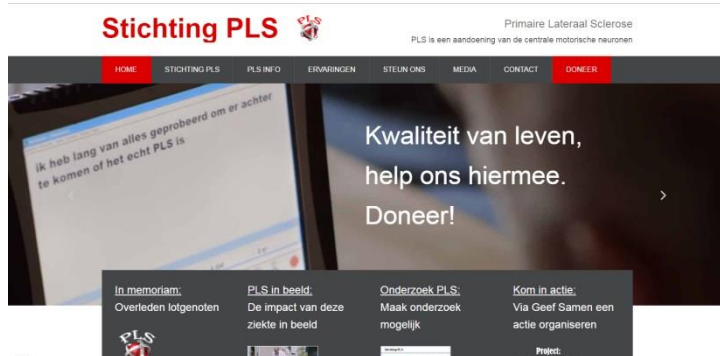 Stichting PLS
PLS
Primaire Lateraal Sclerose
PLS is een aandoening van de centrale motorische neuronen
HOME STICHTING PLS PLS INFO ERVARINGEN STEUN ONS MEDIA CONTACT DONEER
ik heb lang van alles geprobeerd om er achter
te komen of het echt PLS is
Kwaliteit van leven,
help ons hiermee.
Doneer!
In memoriam:
Overleden lotgenoten
PLS
PLS in beeld:
De impact van deze
ziekte in beeld
Onderzoek PLS:
Maak onderzoek
mogelijk
Kom in actie:
Via Geef Samen een
actie organiseren
Project: